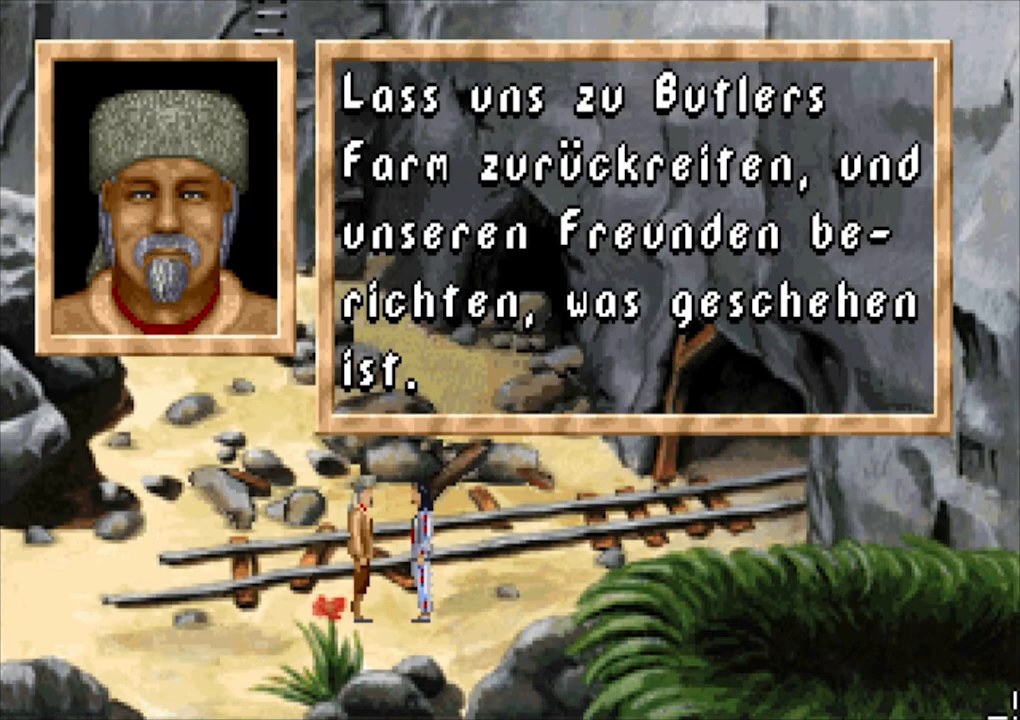 Lass uns zu Butlers
Farm zurückreiten, und
unseren Freunden be-
richten, was geschehen
ist.